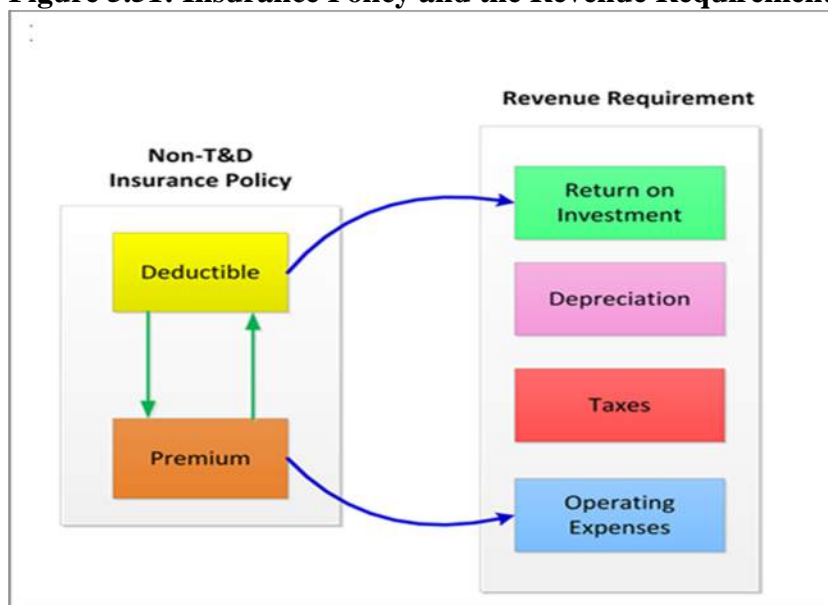 Figure 3.31: Insurance Policy and the Revenue Requirement
:
Non-T&D
Insurance Policy
Deductible
Premium
Revenue Requirement
Return on
Investment
Depreciation
Taxes
Operating
Expenses